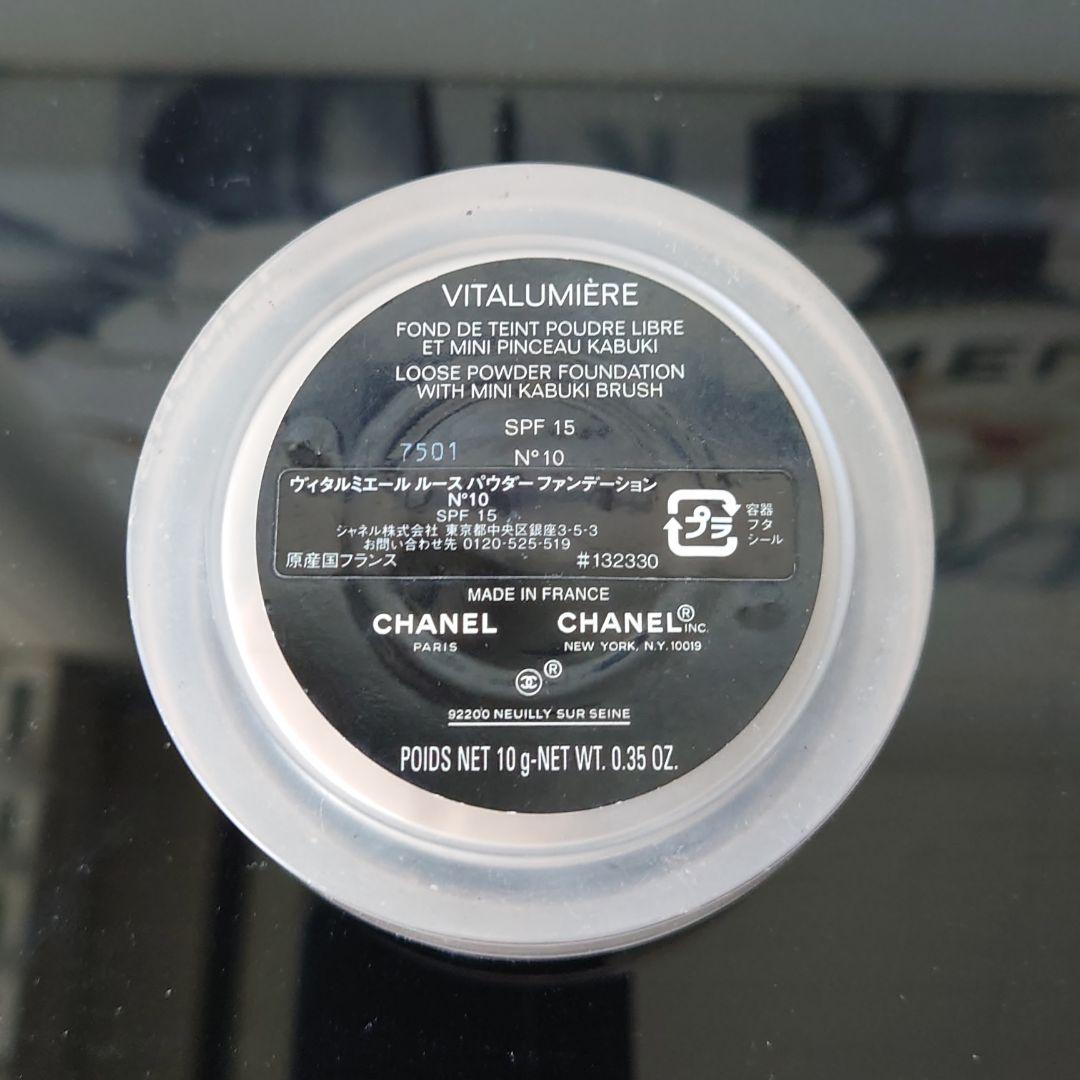 VITALUMIÈRE
FOND DE TEINT POUDRE LIBRE
ET MINI PINCEAU KABUKI
LOOSE POWDER FOUNDATION
WITH MINI KABUKI BRUSH
SPF 15
7501
N°10
ヴィタルミエール ルース パウダー ファンデーション
N°10
SPF 15
シャネル株式会社 東京都中央区銀座3-5-3
お問い合わせ先 0120-525-519
原産国フランス #132330
プラ
容器
フタ
シール
MADE IN FRANCE
CHANEL
PARIS
CHANEL® INC.
NEW YORK, N.Y. 10019
®
92200 NEUILLY SUR SEINE
POIDS NET 10 g-NET WT. 0.35 OZ.